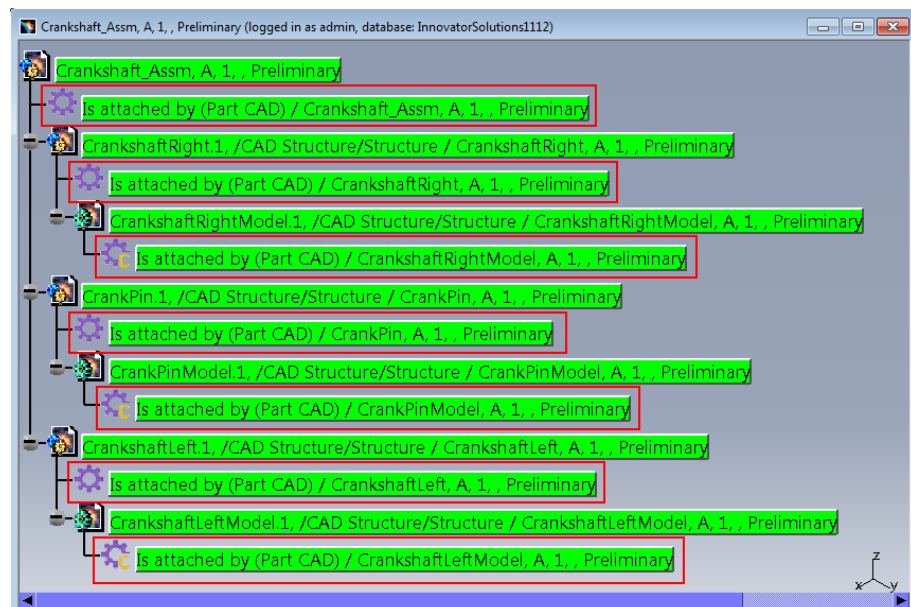 Crankshaft_Assm, A, 1, , Preliminary (logged in as admin, database: InnovatorSolutions1112)
Crankshaft_Assm, A, 1, , Preliminary
Is attached by (Part CAD) / Crankshaft_Assm, A, 1, , Preliminary
CrankshaftRight.1, /CAD Structure/Structure / CrankshaftRight, A, 1, , Preliminary
Is attached by (Part CAD) / CrankshaftRight, A, 1, , Preliminary
CrankshaftRightModel.1, /CAD Structure/Structure / CrankshaftRightModel, A, 1, , Preliminary
C
Is attached by (Part CAD) / CrankshaftRightModel, A, 1, , Preliminary
CrankPin.1, /CAD Structure/Structure / CrankPin, A, 1, , Preliminary
Is attached by (Part CAD) / CrankPin, A, 1, , Preliminary
CrankPinModel.1, /CAD Structure/Structure / CrankPinModel, A, 1, , Preliminary
C
Is attached by (Part CAD) / CrankPinModel, A, 1, , Preliminary
CrankshaftLeft.1, /CAD Structure/Structure / CrankshaftLeft, A, 1, , Preliminary
Is attached by (Part CAD) / CrankshaftLeft, A, 1, , Preliminary
CrankshaftLeftModel.1, /CAD Structure/Structure / CrankshaftLeftModel, A, 1, , Preliminary
C
Is attached by (Part CAD) / CrankshaftLeftModel, A, 1, , Preliminary
z
x y